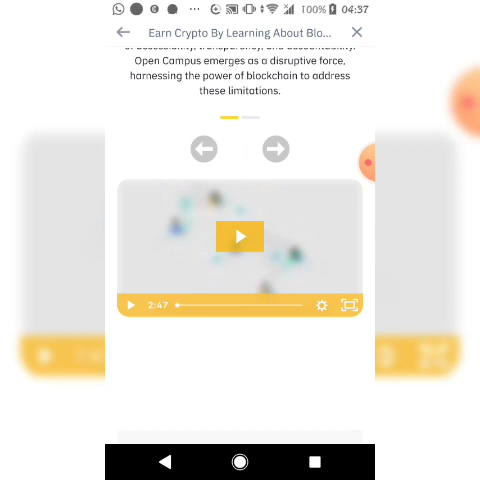 100% 04:37
Earn Crypto By Learning About Blo...
of accessibility, transparency, and accountability.
Open Campus emerges as a disruptive force,
harnessing the power of blockchain to address
these limitations.
2:47